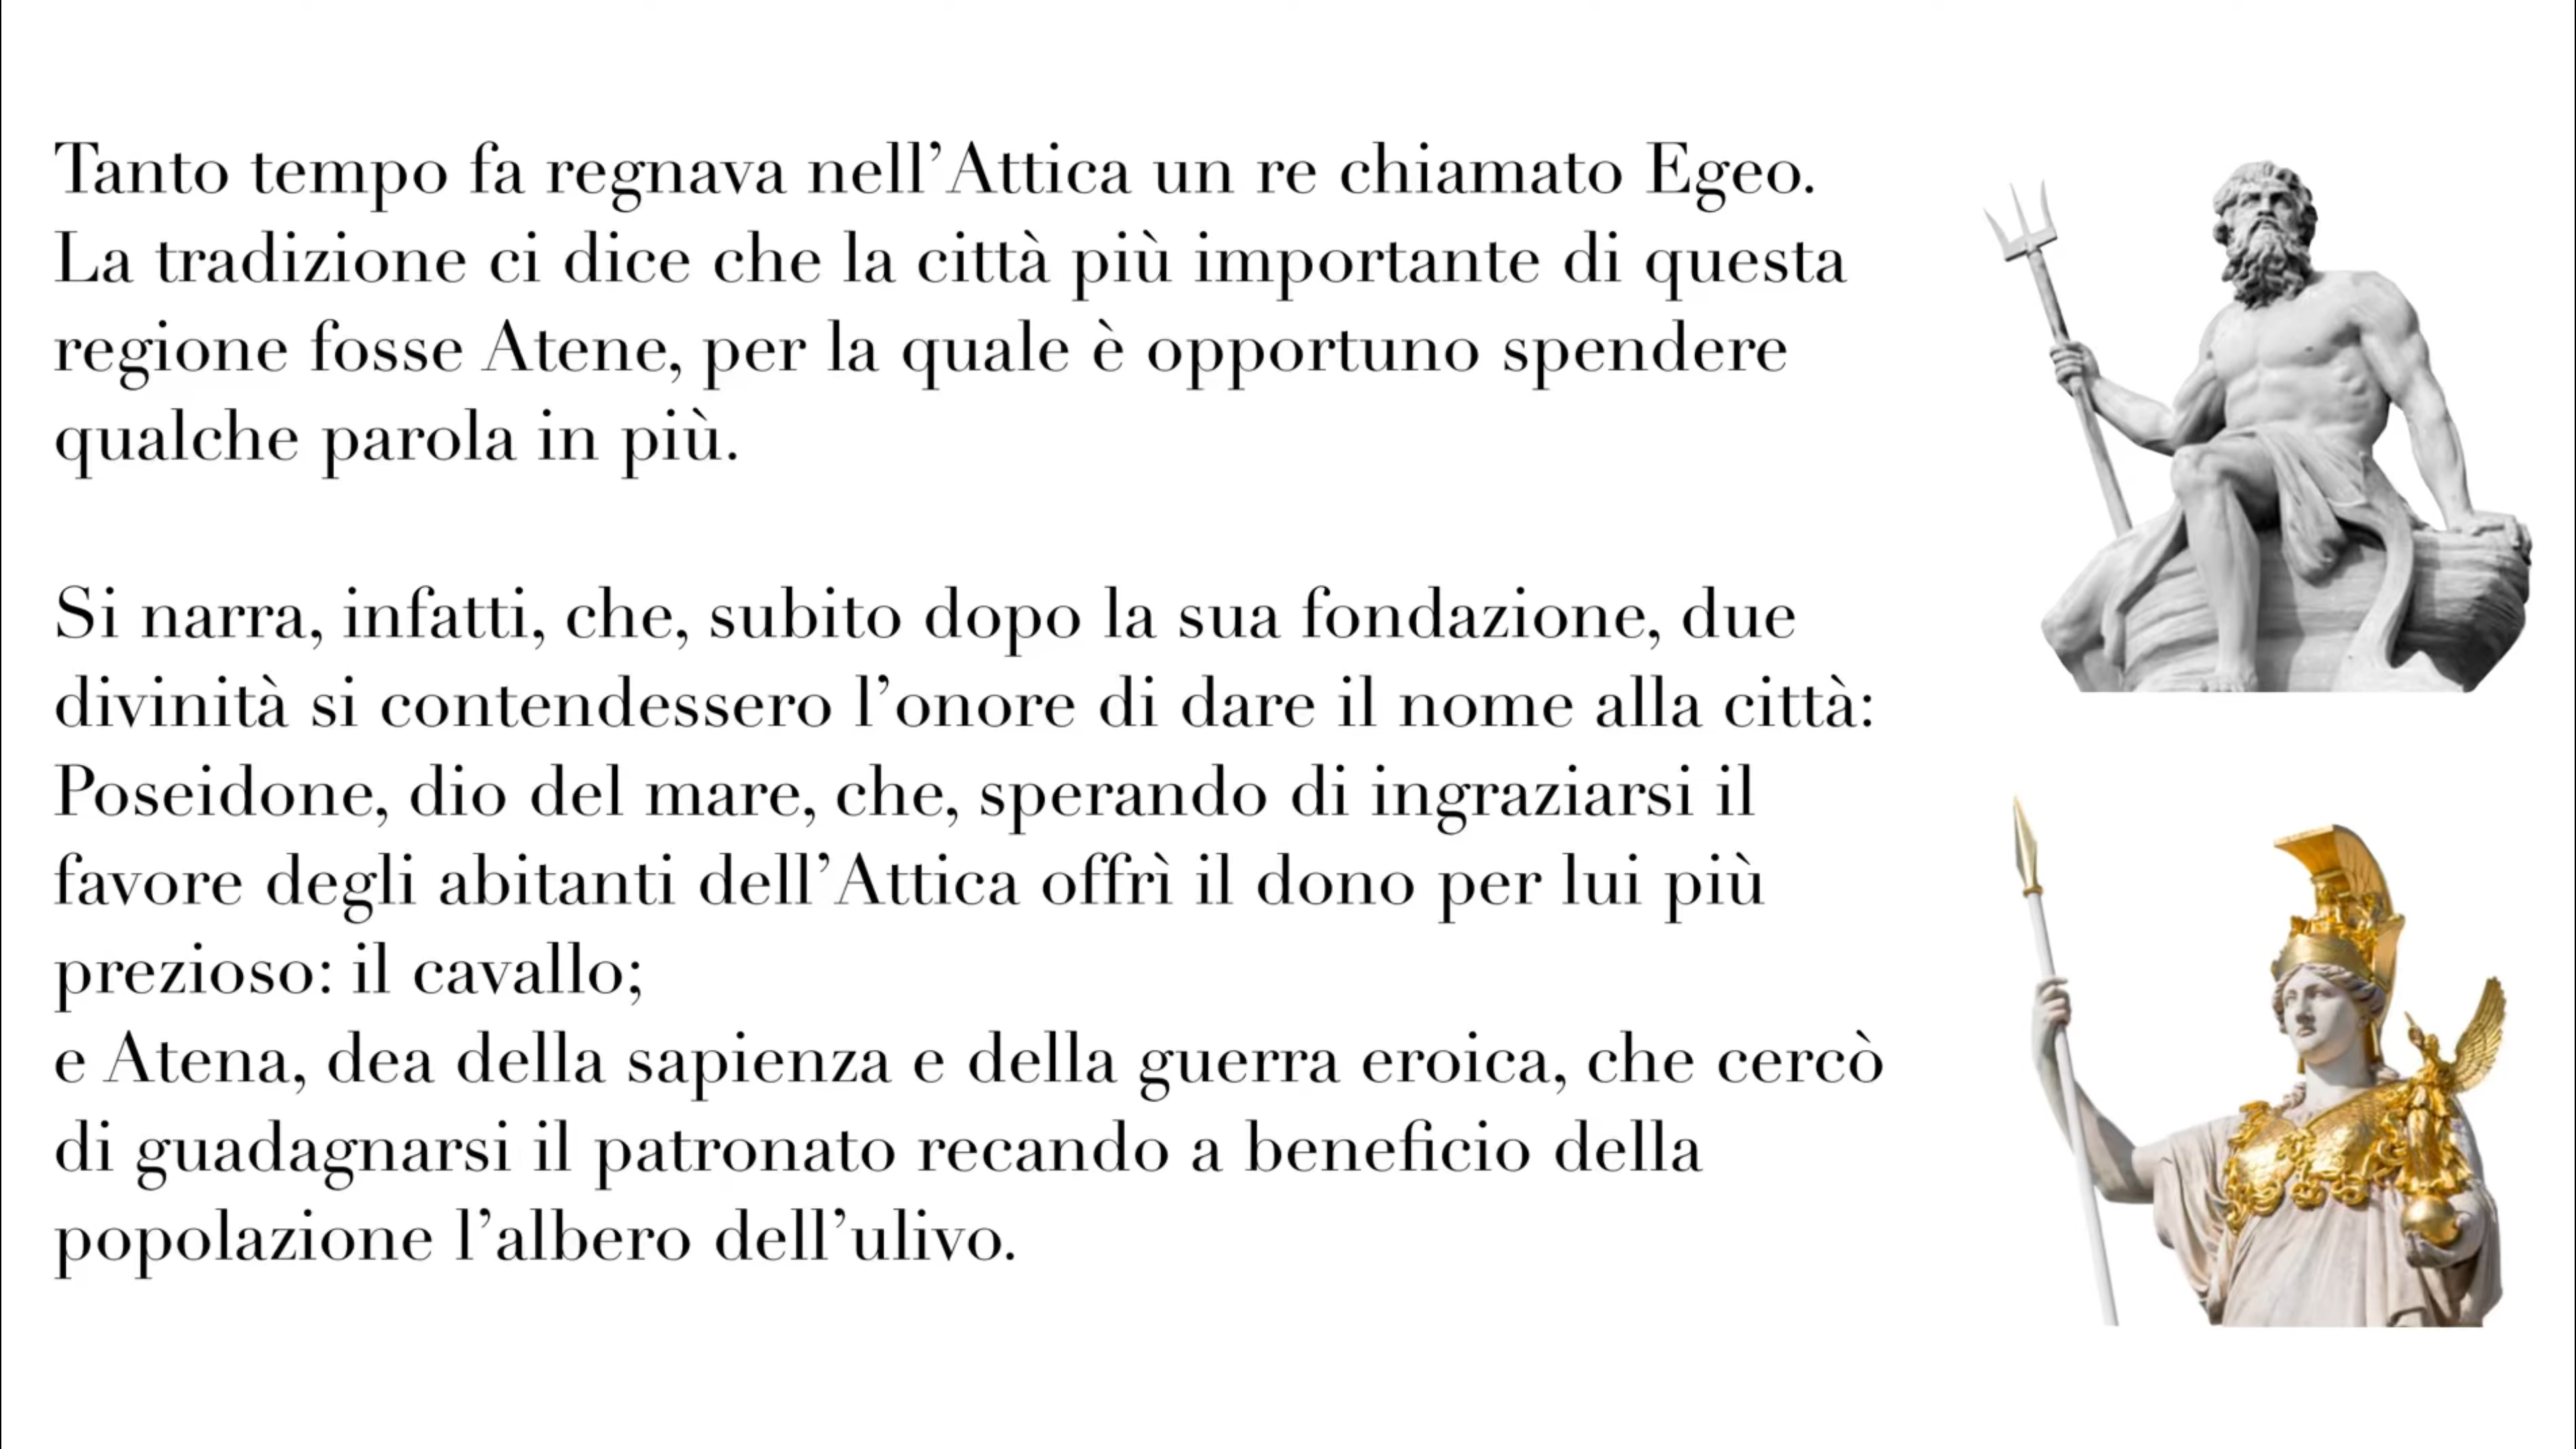 Tanto tempo fa regnava nell’Attica un re chiamato Egeo.
La tradizione ci dice che la città più importante di questa
regione fosse Atene, per la quale è opportuno spendere
qualche parola in più.
Si narra, infatti, che, subito dopo la sua fondazione, due
divinità si contendessero l’onore di dare il nome alla città:
Poseidone, dio del mare, che, sperando di ingraziarsi il
favore degli abitanti dell’Attica offrì il dono per lui più
prezioso: il cavallo;
e Atena, dea della sapienza e della guerra eroica, che cercò
di guadagnarsi il patronato recando a beneficio della
popolazione l’albero dell’ulivo.